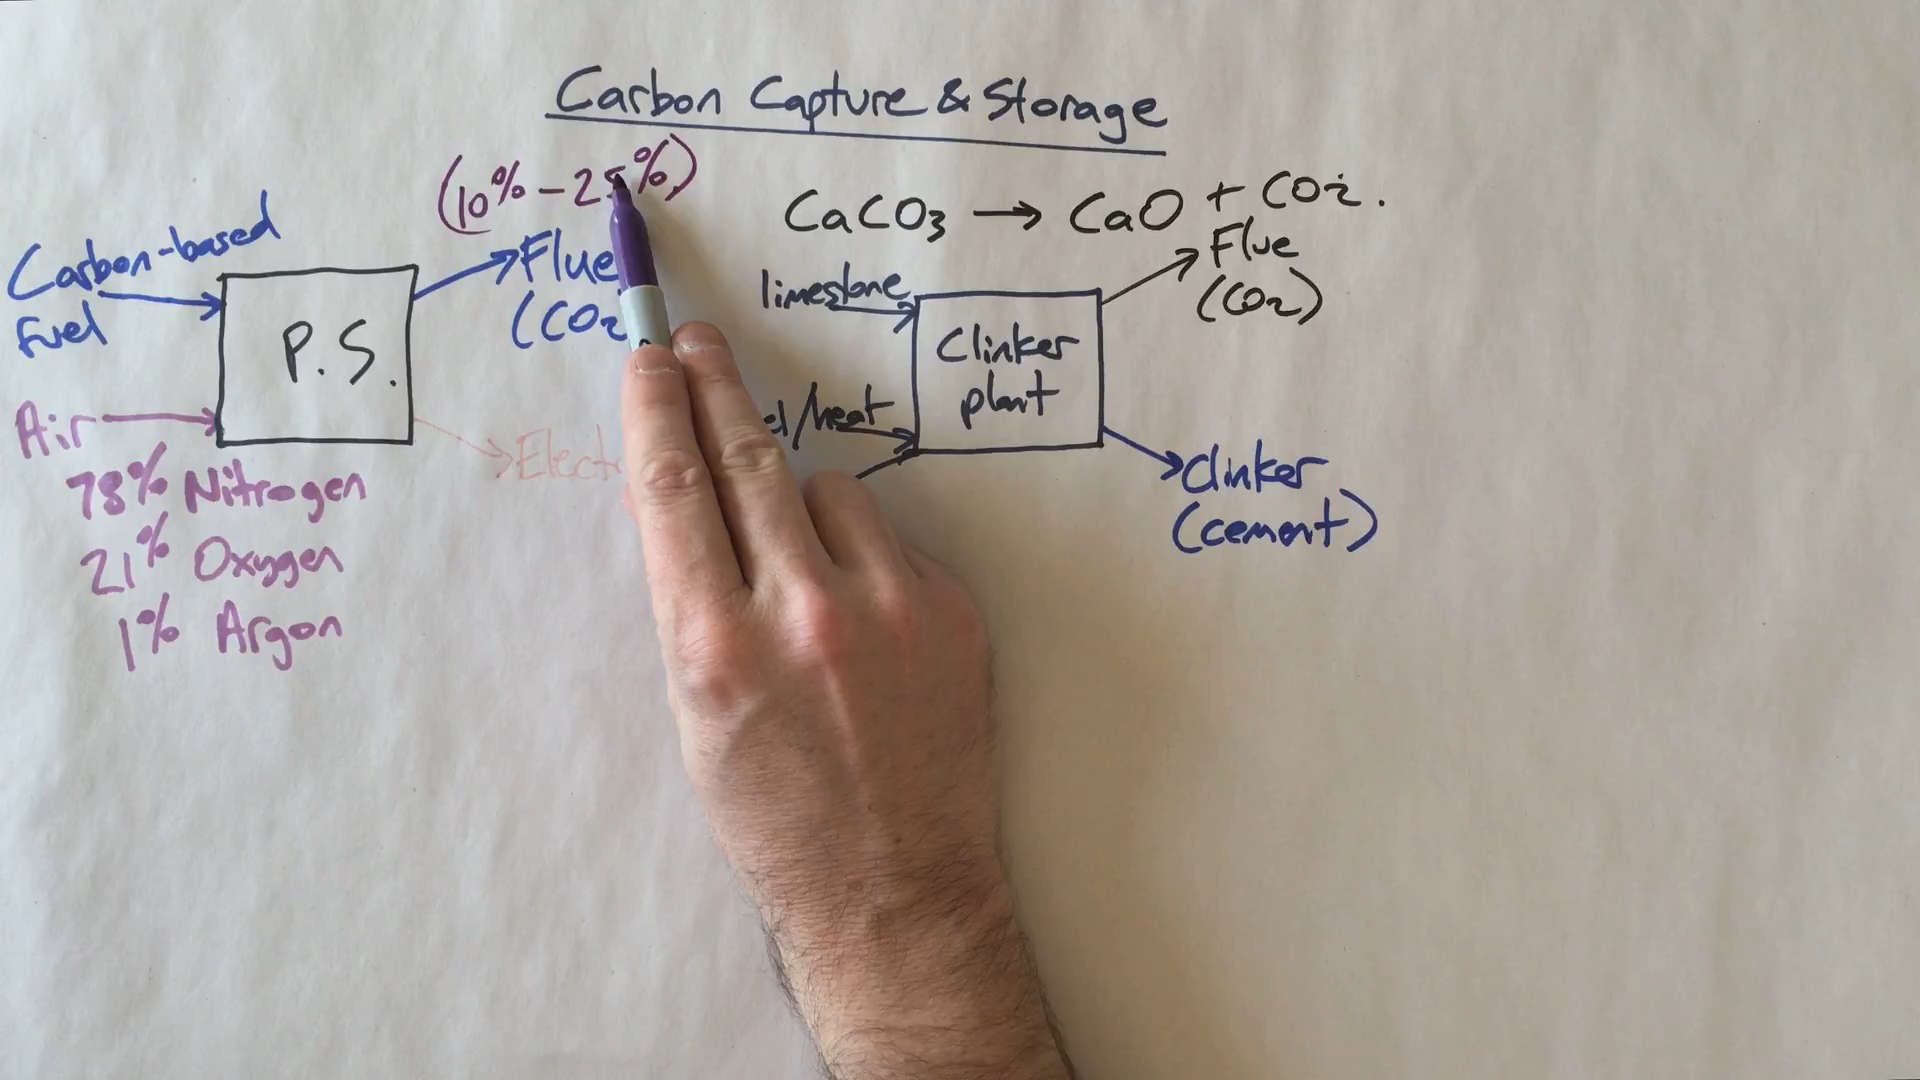 Carbon Capture & Storage
(10% - 25%)
CaCO3 → CaO + CO2.
Carbon-based
fuel
P.S.
Flue
(CO2
limestone
Clinker
plant
Flue
(CO2)
Air
78% Nitrogen
21% Oxygen
1% Argon
/heat
Clinker
(cement)